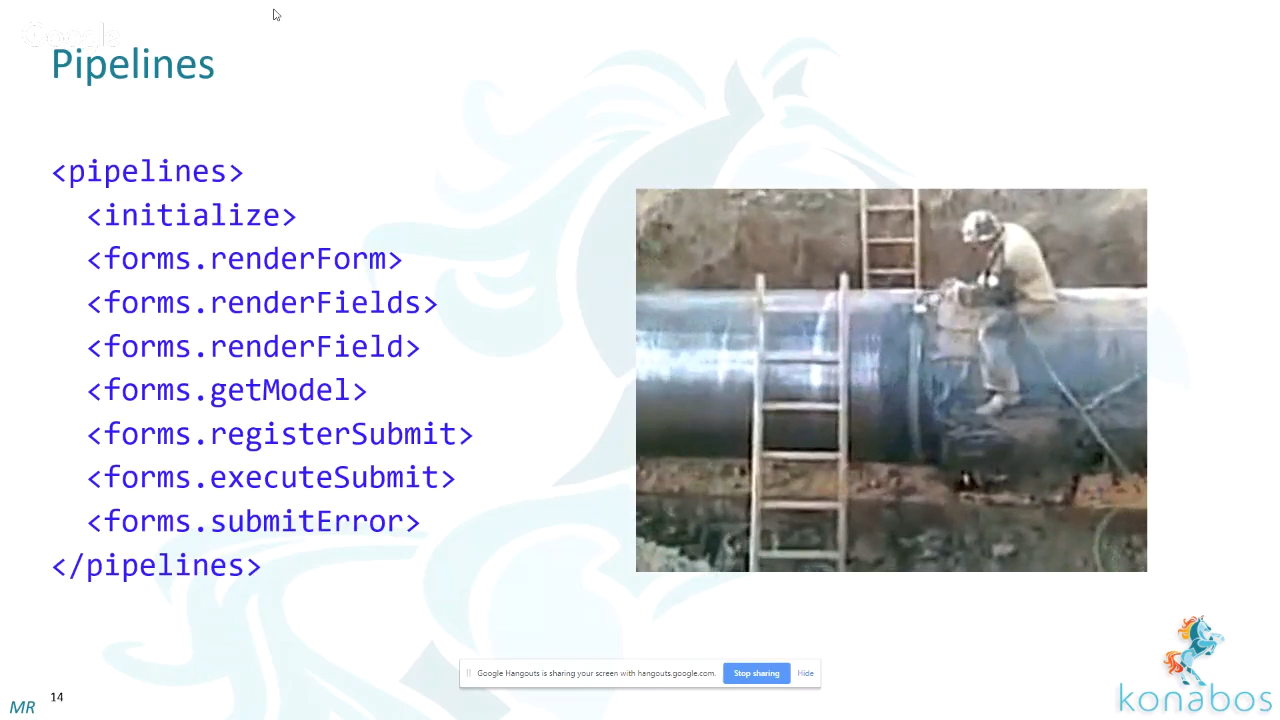 Google
Pipelines
<pipelines>
<initialize>
<forms.renderForm>
<forms.renderFields>
<forms.renderField>
<forms.getModel>
<forms.registerSubmit>
<forms.executeSubmit>
<forms.submitError>
</pipelines>
Google Hangouts is sharing your screen with hangouts.google.com.
Stop sharing
Hide
MR
14
konabos